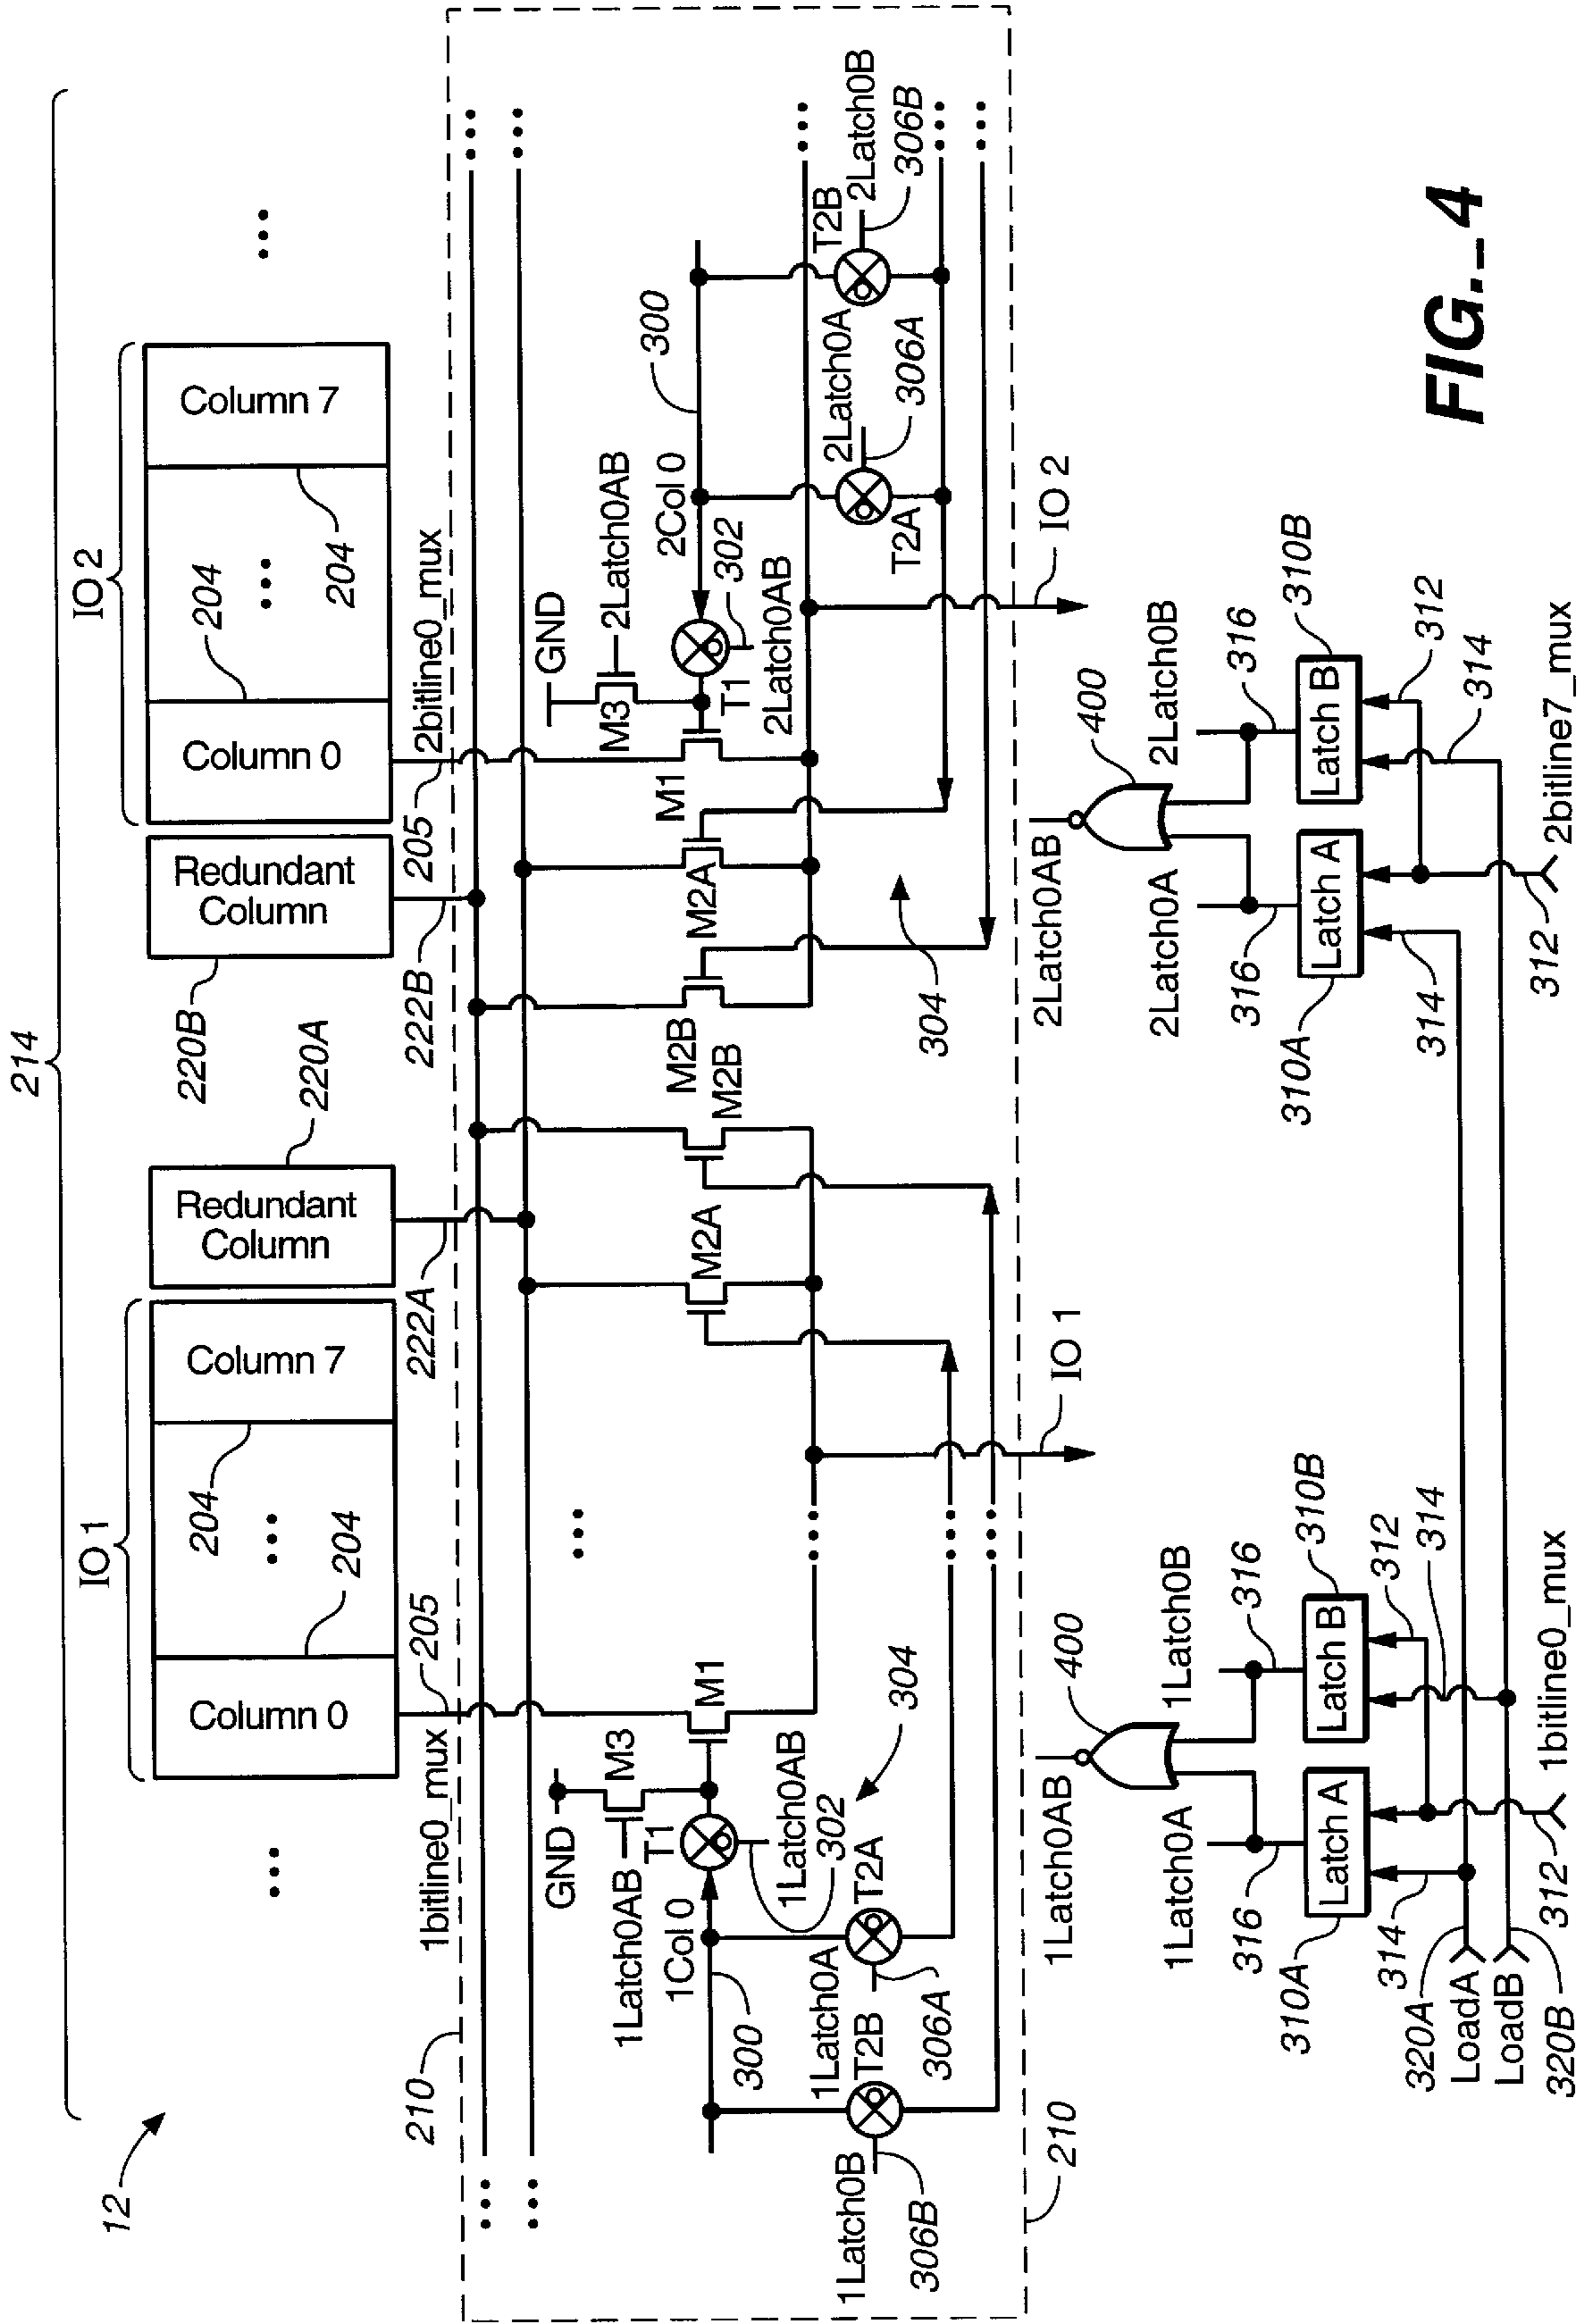 214
12
IO 1
IO 2
Column 0
204
204
Column 7
Redundant
Column
220A
Redundant
Column
220B
Column 0
204
204
Column 7
210
1bitline0_mux
205
222A
222B
205
2bitline0_mux
GND
M3
M1
1Latch0AB
T1
1Col 0
300
1Latch0AB
302
304
1Latch0A
T2A
306A
1Latch0B
T2B
306B
M2A
M2B
M2B
M2A
M1
GND
M3
2Latch0AB
T1
2Latch0AB
302
2Col 0
300
304
T2A
2Latch0A
306A
T2B
2Latch0B
306B
210
IO 1
IO 2
1Latch0AB
400
1Latch0A
316
1Latch0B
316
310A
Latch A
Latch B
310B
314
312
314
320A
LoadA
LoadB
320B
312
1bitline0_mux
2Latch0AB
400
2Latch0A
316
2Latch0B
316
310A
Latch A
Latch B
310B
314
312
314
312
2bitline7_mux
FIG._4